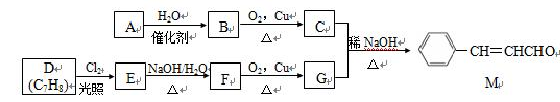 A H₂O 催化剂 B O₂，Cu △ C
D (C₇H₈) Cl₂ 光照 E NaOH/H₂O △ F O₂，Cu △ G
稀 NaOH △
CH=CHCHO
M